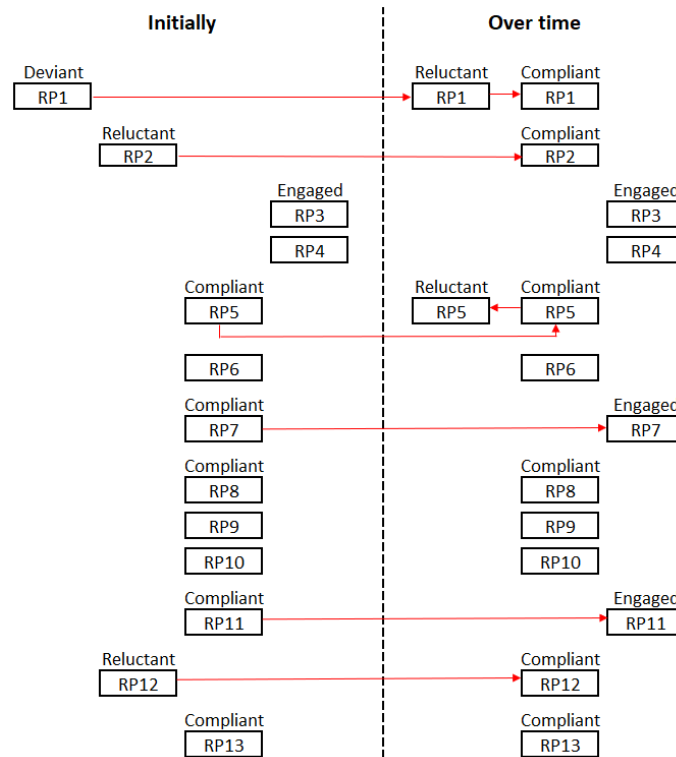 Initially Over time
Deviant Reluctant Compliant
RP1 RP1 RP1
Reluctant Compliant
RP2 RP2
Engaged Engaged
RP3 RP3
RP4 RP4
Compliant Reluctant Compliant
RP5 RP5 RP5
RP6 RP6
Compliant Engaged
RP7 RP7
Compliant Compliant
RP8 RP8
RP9 RP9
RP10 RP10
Compliant Engaged
RP11 RP11
Reluctant Compliant
RP12 RP12
Compliant Compliant
RP13 RP13